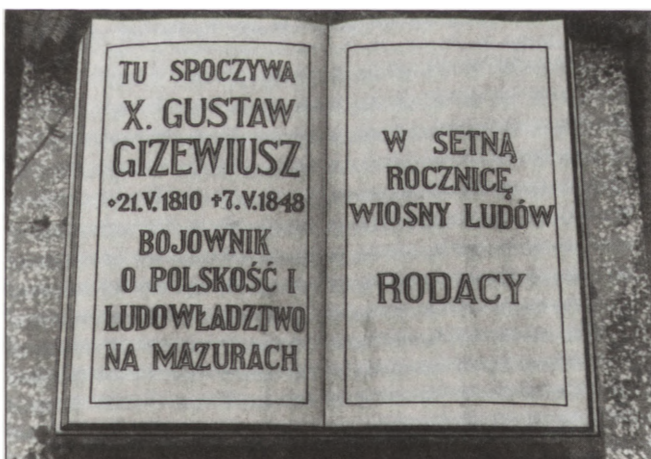 TU SPOCZYWA
X. GUSTAW
GIZEWIUSZ
*21.V.1810 +7.V.1848
BOJOWNIK
O POLSKOŚĆ I
LUDOWŁADZTWO
NA MAZURACH
W SETNĄ
ROCZNICĘ
WIOSNY LUDÓW
RODACY